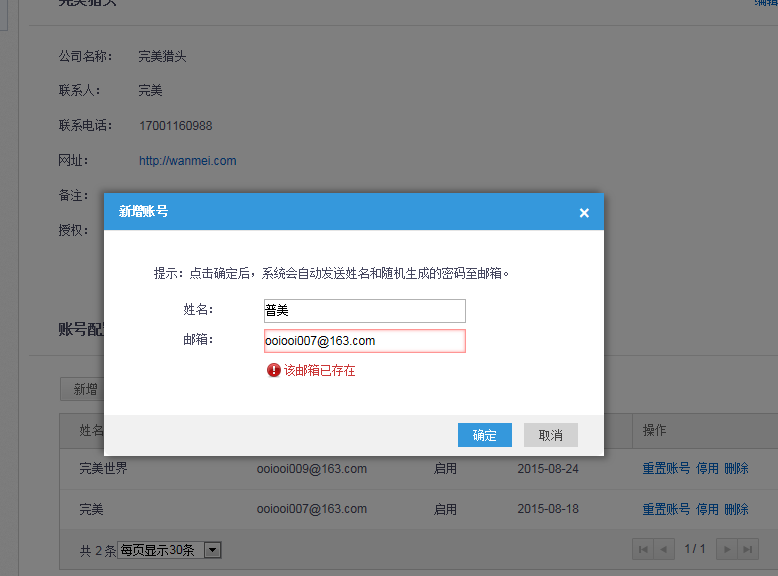 完美猎头
编辑
公司名称： 完美猎头
联系人： 完美
联系电话： 17001160988
网址： http://wanmei.com
备注：
授权：
新增账号 ×
提示：点击确定后，系统会自动发送姓名和随机生成的密码至邮箱。
姓名： 普美
邮箱： ooiooi007@163.com
该邮箱已存在
确定 取消
账号配
新增
姓名 操作
完美世界 ooiooi009@163.com 启用 2015-08-24 重置账号 停用 删除
完美 ooiooi007@163.com 启用 2015-08-18 重置账号 停用 删除
共 2 条 每页显示30条 1 / 1